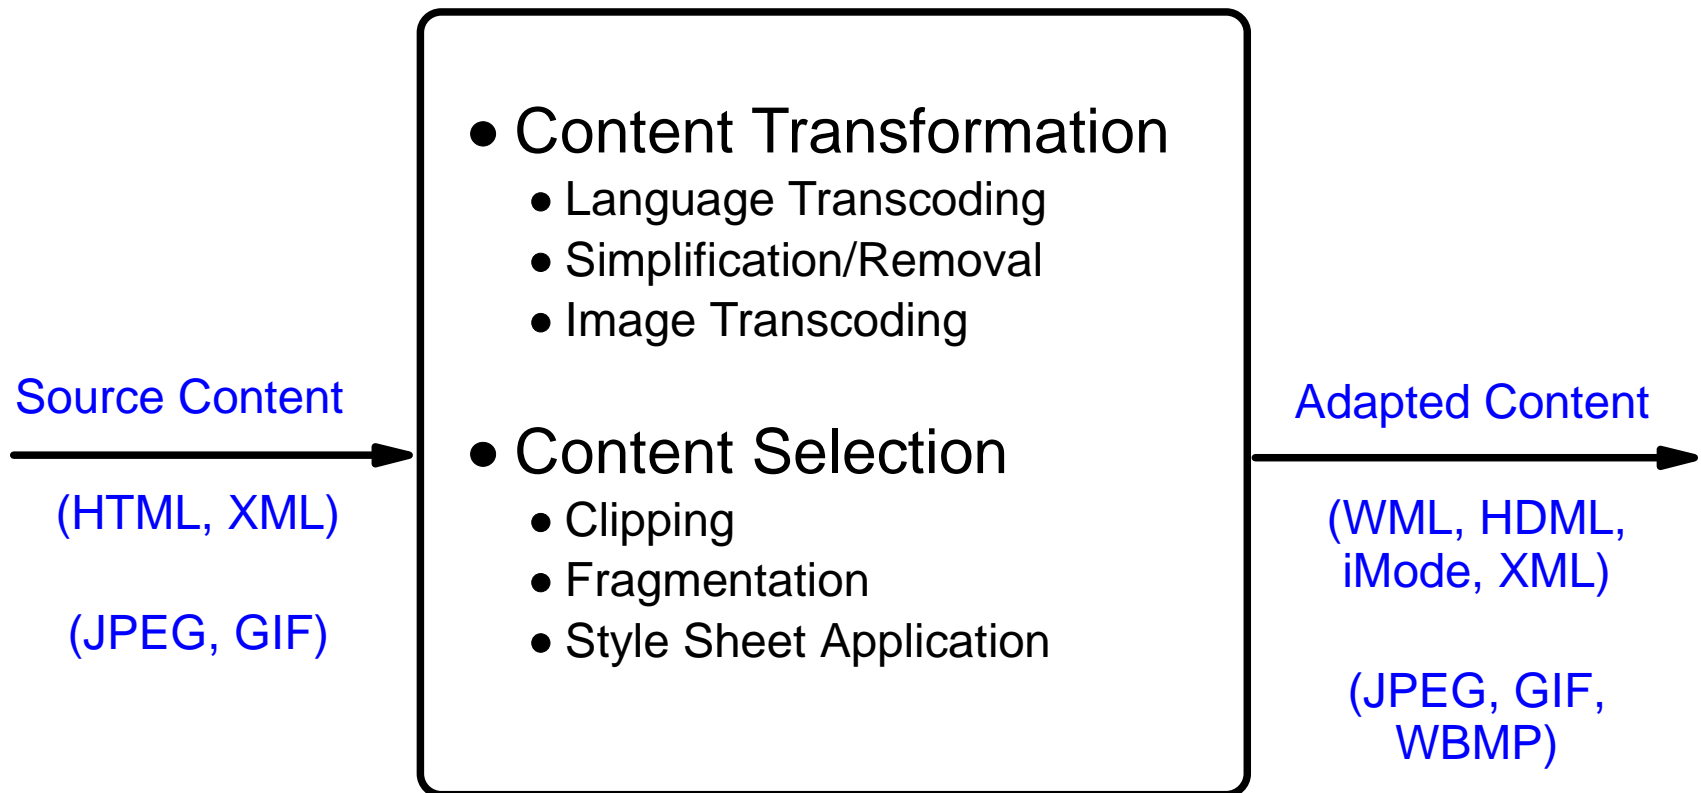 Source Content
(HTML, XML)
(JPEG, GIF)
• Content Transformation
• Language Transcoding
• Simplification/Removal
• Image Transcoding
• Content Selection
• Clipping
• Fragmentation
• Style Sheet Application
Adapted Content
(WML, HDML,
iMode, XML)
(JPEG, GIF,
WBMP)